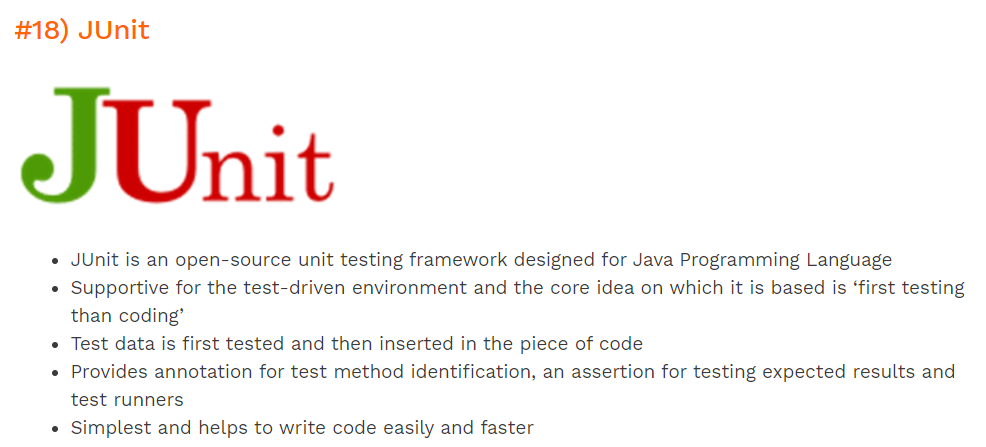 #18) JUnit
JUnit
• JUnit is an open-source unit testing framework designed for Java Programming Language
• Supportive for the test-driven environment and the core idea on which it is based is ‘first testing
than coding’
• Test data is first tested and then inserted in the piece of code
• Provides annotation for test method identification, an assertion for testing expected results and
test runners
• Simplest and helps to write code easily and faster